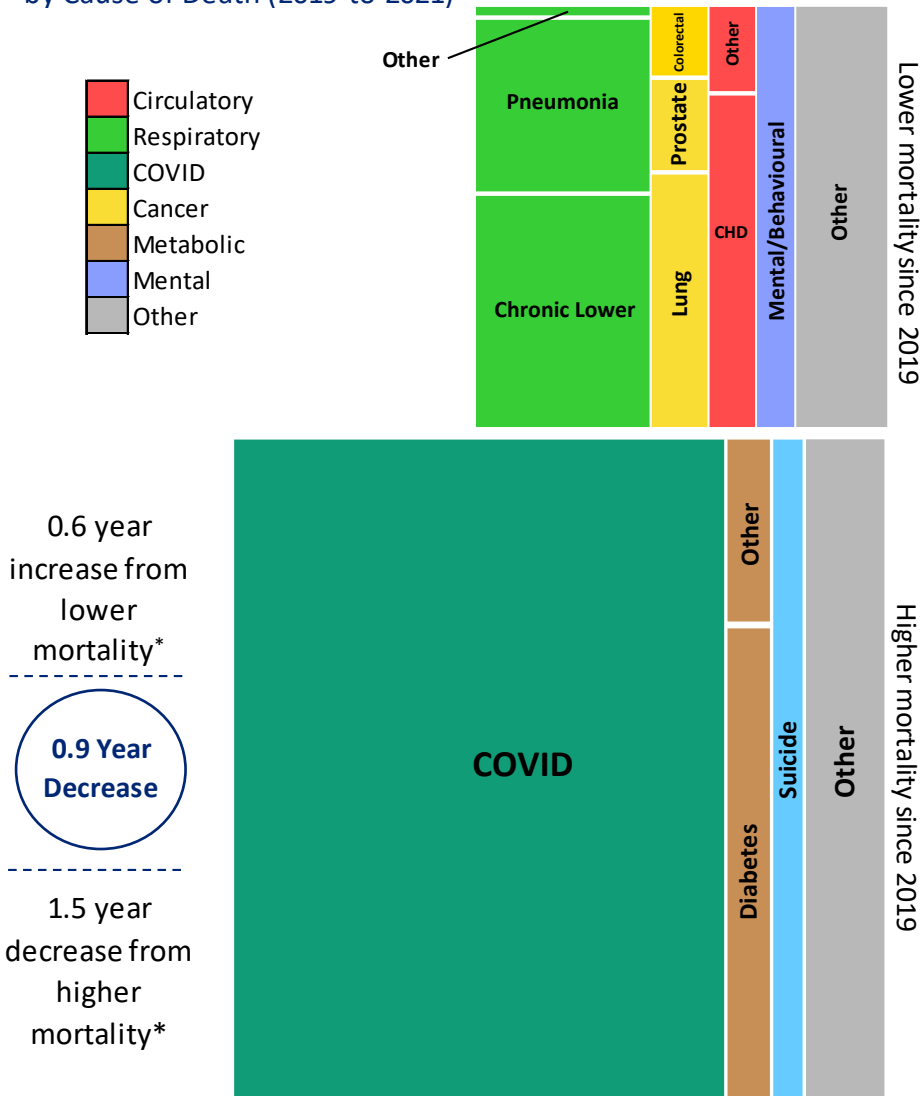 by Cause of Death (2019 to 2021)
Circulatory
Respiratory
COVID
Cancer
Metabolic
Mental
Other
Other
Pneumonia
Chronic Lower
Colorectal
Prostate
Lung
Other
CHD
Mental/Behavioural
Other
Lower mortality since 2019
0.6 year
increase from
lower
mortality*
0.9 Year
Decrease
1.5 year
decrease from
higher
mortality*
COVID
Other
Diabetes
Suicide
Other
Higher mortality since 2019